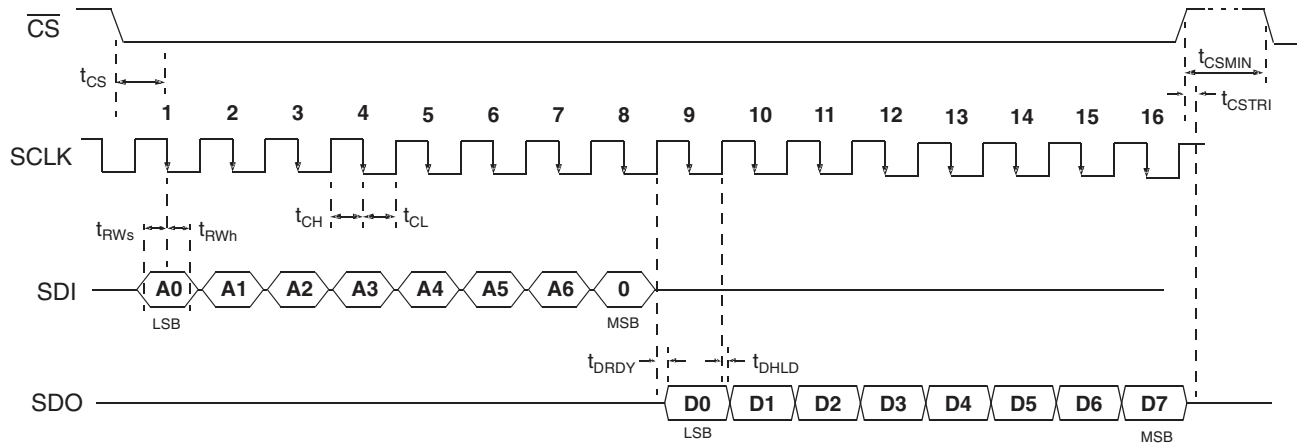 CS
tCS
tCSMIN
tCSTRI
1 2 3 4 5 6 7 8 9 10 11 12 13 14 15 16
SCLK
tRWs tRWh tCH tCL
SDI A0 A1 A2 A3 A4 A5 A6 0
LSB MSB
tDRDY tDHLD
SDO D0 D1 D2 D3 D4 D5 D6 D7
LSB MSB